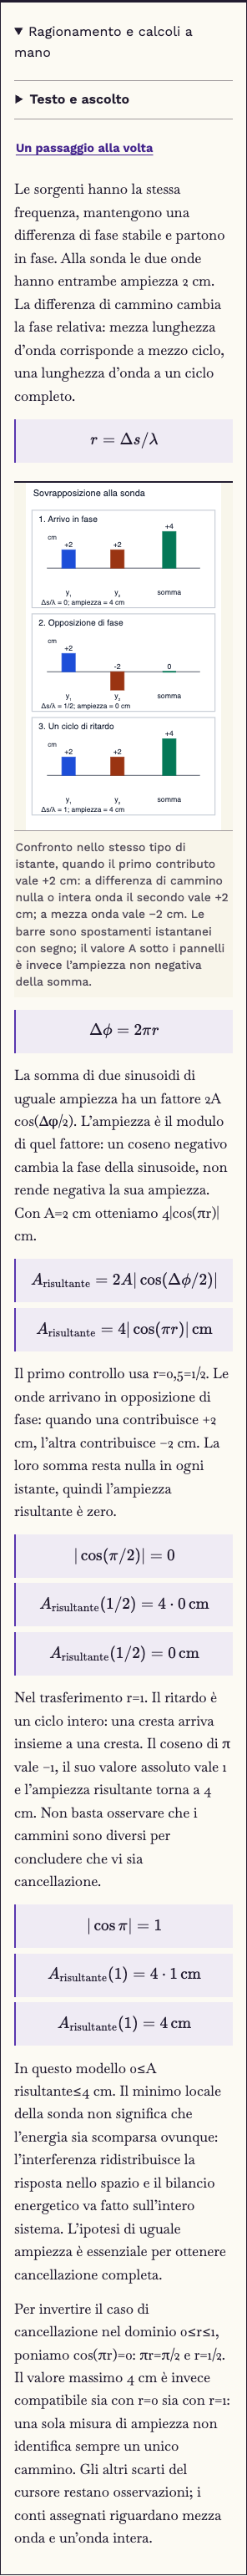 ▼ Ragionamento e calcoli a
mano
▶ Testo e ascolto
Un passaggio alla volta
Le sorgenti hanno la stessa
frequenza, mantengono una
differenza di fase stabile e partono
in fase. Alla sonda le due onde
hanno entrambe ampiezza 2 cm.
La differenza di cammino cambia
la fase relativa: mezza lunghezza
d’onda corrisponde a mezzo ciclo,
una lunghezza d’onda a un ciclo
completo.
r = Δs/λ
Sovrapposizione alla sonda
1. Arrivo in fase
cm
+2 +2 +4
y₁ y₂ somma
Δs/λ = 0; ampiezza = 4 cm
2. Opposizione di fase
cm
+2 -2 0
y₁ y₂ somma
Δs/λ = 1/2; ampiezza = 0 cm
3. Un ciclo di ritardo
cm
+2 +2 +4
y₁ y₂ somma
Δs/λ = 1; ampiezza = 4 cm
Confronto nello stesso tipo di
istante, quando il primo contributo
vale +2 cm: a differenza di cammino
nulla o intera onda il secondo vale +2
cm; a mezza onda vale −2 cm. Le
barre sono spostamenti istantanei
con segno; il valore A sotto i pannelli
è invece l’ampiezza non negativa
della somma.
Δϕ = 2πr
La somma di due sinusoidi di
uguale ampiezza ha un fattore 2A
cos(Δφ/2). L’ampiezza è il modulo
di quel fattore: un coseno negativo
cambia la fase della sinusoide, non
rende negativa la sua ampiezza.
Con A=2 cm otteniamo 4|cos(πr)|
cm.
A_risultante = 2A| cos(Δϕ/2)|
A_risultante = 4| cos(πr)| cm
Il primo controllo usa r=0,5=1/2. Le
onde arrivano in opposizione di
fase: quando una contribuisce +2
cm, l’altra contribuisce −2 cm. La
loro somma resta nulla in ogni
istante, quindi l’ampiezza
risultante è zero.
| cos(π/2)| = 0
A_risultante(1/2) = 4 · 0 cm
A_risultante(1/2) = 0 cm
Nel trasferimento r=1. Il ritardo è
un ciclo intero: una cresta arriva
insieme a una cresta. Il coseno di π
vale −1, il suo valore assoluto vale 1
e l’ampiezza risultante torna a 4
cm. Non basta osservare che i
cammini sono diversi per
concludere che vi sia
cancellazione.
| cos π| = 1
A_risultante(1) = 4 · 1 cm
A_risultante(1) = 4 cm
In questo modello 0≤A
risultante≤4 cm. Il minimo locale
della sonda non significa che
l’energia sia scomparsa ovunque:
l’interferenza ridistribuisce la
risposta nello spazio e il bilancio
energetico va fatto sull’intero
sistema. L’ipotesi di uguale
ampiezza è essenziale per ottenere
cancellazione completa.
Per invertire il caso di
cancellazione nel dominio 0≤r≤1,
poniamo cos(πr)=0: πr=π/2 e r=1/2.
Il valore massimo 4 cm è invece
compatibile sia con r=0 sia con r=1:
una sola misura di ampiezza non
identifica sempre un unico
cammino. Gli altri scarti del
cursore restano osservazioni; i
conti assegnati riguardano mezza
onda e un’onda intera.